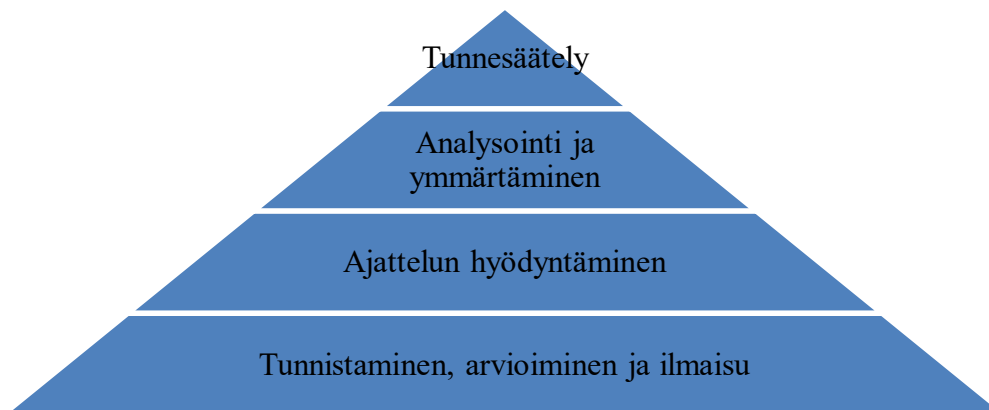 Tunnesäätely
Analysointi ja
ymmärtäminen
Ajattelun hyödyntäminen
Tunnistaminen, arvioiminen ja ilmaisu